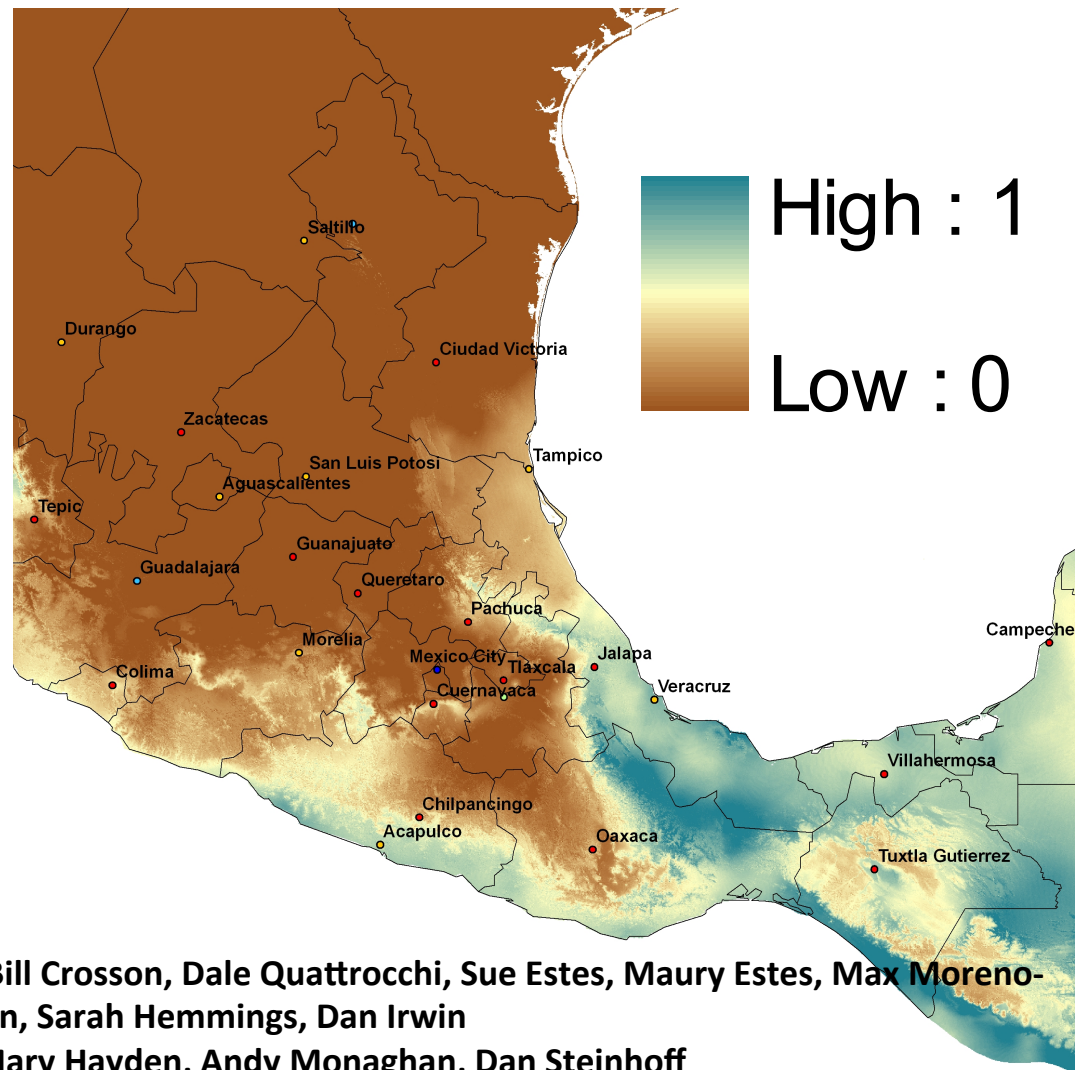 High : 1
Low : 0
Saltillo
Durango
Ciudad Victoria
Zacatecas
Tampico
San Luis Potosi
Aguascalientes
Tepic
Guanajuato
Guadalajara
Queretaro
Pachuca
Campeche
Morelia
Mexico City
Jalapa
Tlaxcala
Colima
Cuernavaca
Veracruz
Villahermosa
Chilpancingo
Acapulco
Oaxaca
Tuxtla Gutierrez
Bill Crosson, Dale Quattrocchi, Sue Estes, Maury Estes, Max Moreno-
n, Sarah Hemmings, Dan Irwin
Mary Hayden, Andy Monaghan, Dan Steinhoff